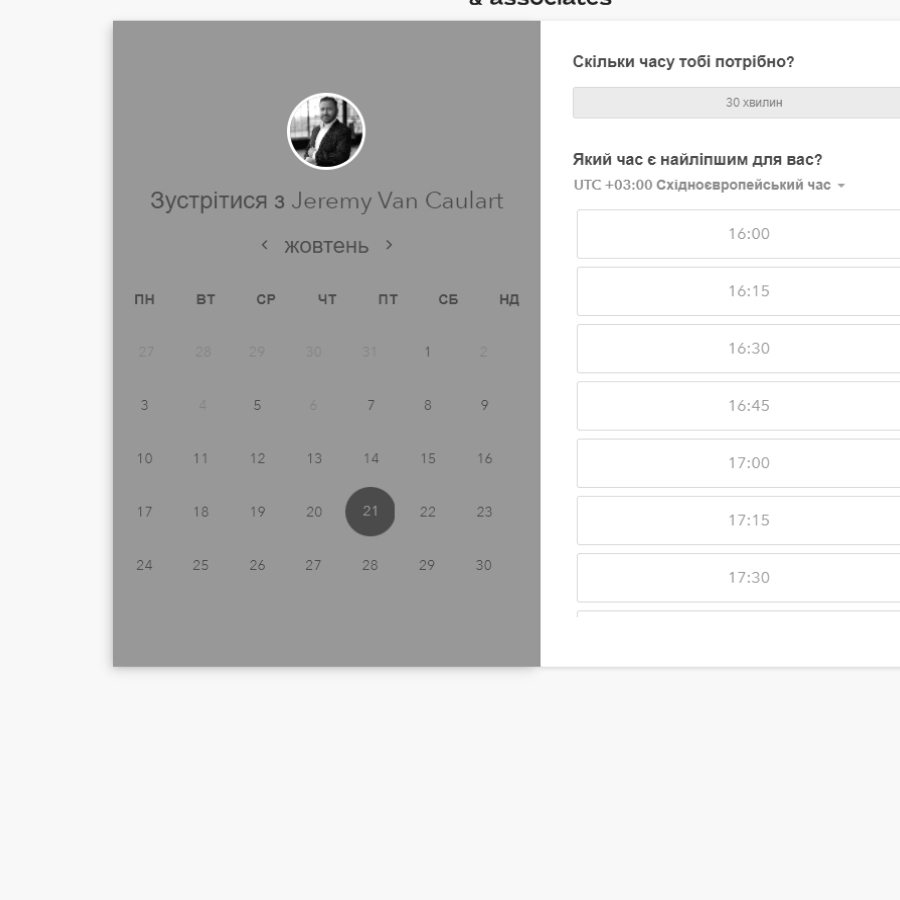 & associates
Зустрітися з Jeremy Van Caulart
жовтень
ПН ВТ СР ЧТ ПТ СБ НД
27 28 29 30 31 1 2
3 4 5 6 7 8 9
10 11 12 13 14 15 16
17 18 19 20 21 22 23
24 25 26 27 28 29 30
Скільки часу тобі потрібно?
30 хвилин
Який час є найліпшим для вас?
UTC +03:00 Східноєвропейський час
16:00
16:15
16:30
16:45
17:00
17:15
17:30